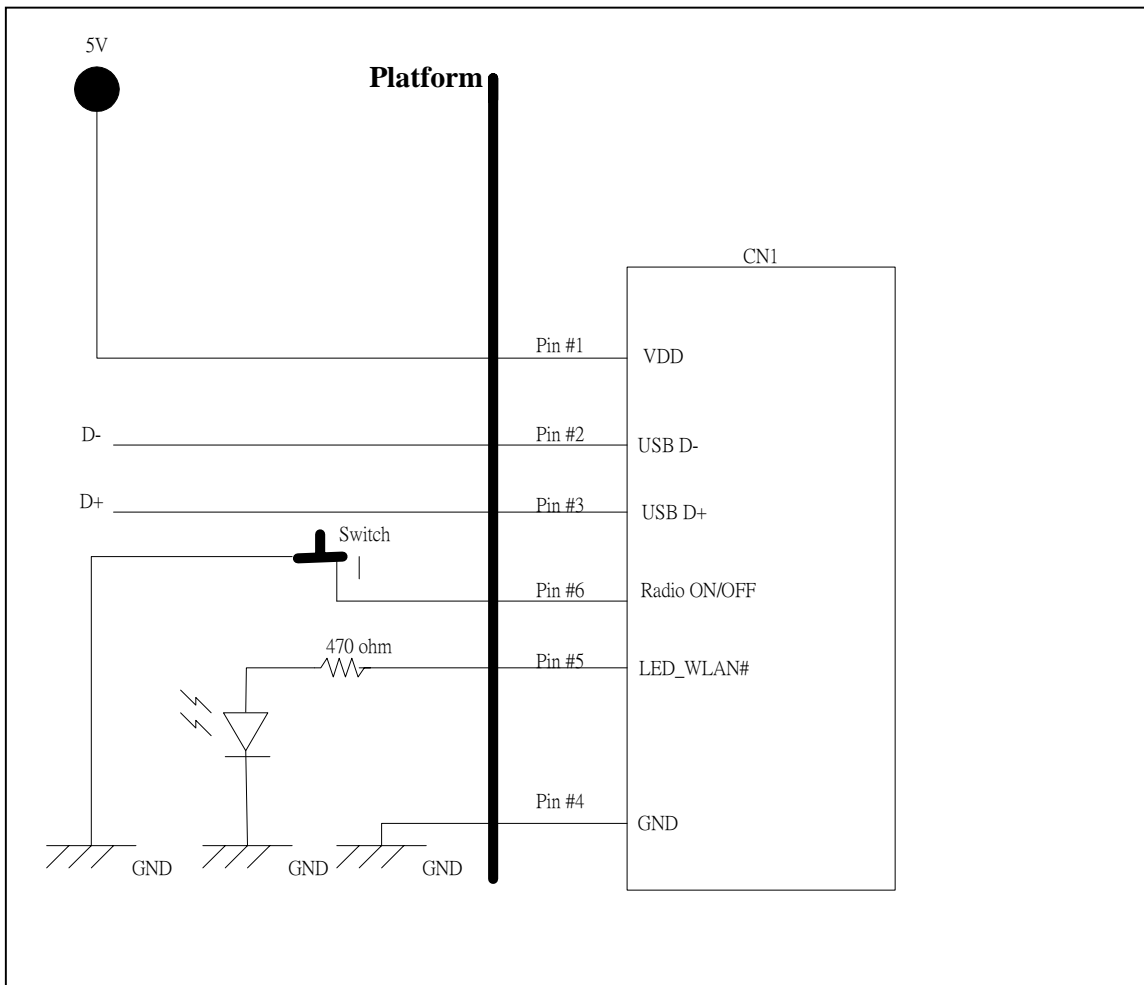 5V
Platform
CN1
Pin #1
VDD
D-
Pin #2
USB D-
D+
Pin #3
USB D+
Switch
Pin #6
Radio ON/OFF
470 ohm
Pin #5
LED_WLAN#
Pin #4
GND
GND
GND
GND